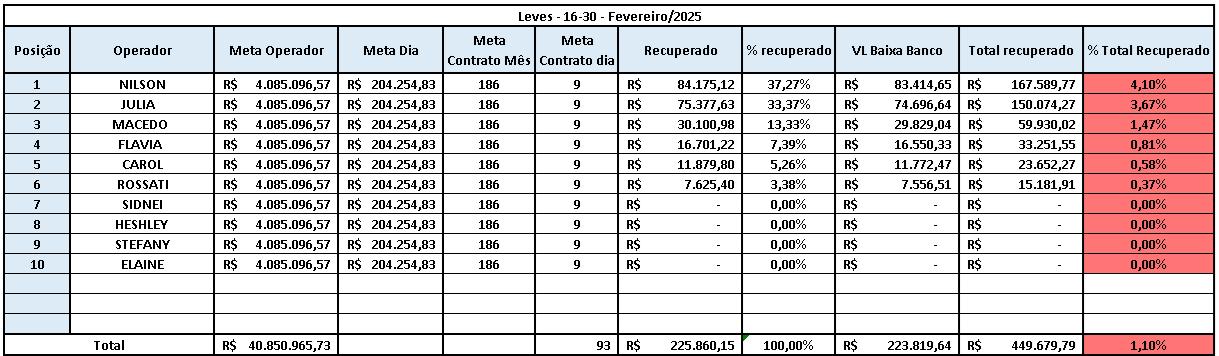 Leves - 16-30 - Fevereiro/2025
Posição Operador Meta Operador Meta Dia Meta Contrato Mês Meta Contrato dia Recuperado % recuperado VL Baixa Banco Total recuperado % Total Recuperado
1 NILSON R$ 4.085.096,57 R$ 204.254,83 186 9 R$ 84.175,12 37,27% R$ 83.414,65 R$ 167.589,77 4,10%
2 JULIA R$ 4.085.096,57 R$ 204.254,83 186 9 R$ 75.377,63 33,37% R$ 74.696,64 R$ 150.074,27 3,67%
3 MACEDO R$ 4.085.096,57 R$ 204.254,83 186 9 R$ 30.100,98 13,33% R$ 29.829,04 R$ 59.930,02 1,47%
4 FLAVIA R$ 4.085.096,57 R$ 204.254,83 186 9 R$ 16.701,22 7,39% R$ 16.550,33 R$ 33.251,55 0,81%
5 CAROL R$ 4.085.096,57 R$ 204.254,83 186 9 R$ 11.879,80 5,26% R$ 11.772,47 R$ 23.652,27 0,58%
6 ROSSATI R$ 4.085.096,57 R$ 204.254,83 186 9 R$ 7.625,40 3,38% R$ 7.556,51 R$ 15.181,91 0,37%
7 SIDNEI R$ 4.085.096,57 R$ 204.254,83 186 9 R$ - 0,00% R$ - R$ - 0,00%
8 HESHLEY R$ 4.085.096,57 R$ 204.254,83 186 9 R$ - 0,00% R$ - R$ - 0,00%
9 STEFANY R$ 4.085.096,57 R$ 204.254,83 186 9 R$ - 0,00% R$ - R$ - 0,00%
10 ELAINE R$ 4.085.096,57 R$ 204.254,83 186 9 R$ - 0,00% R$ - R$ - 0,00%
Total R$ 40.850.965,73 93 R$ 225.860,15 100,00% R$ 223.819,64 R$ 449.679,79 1,10%